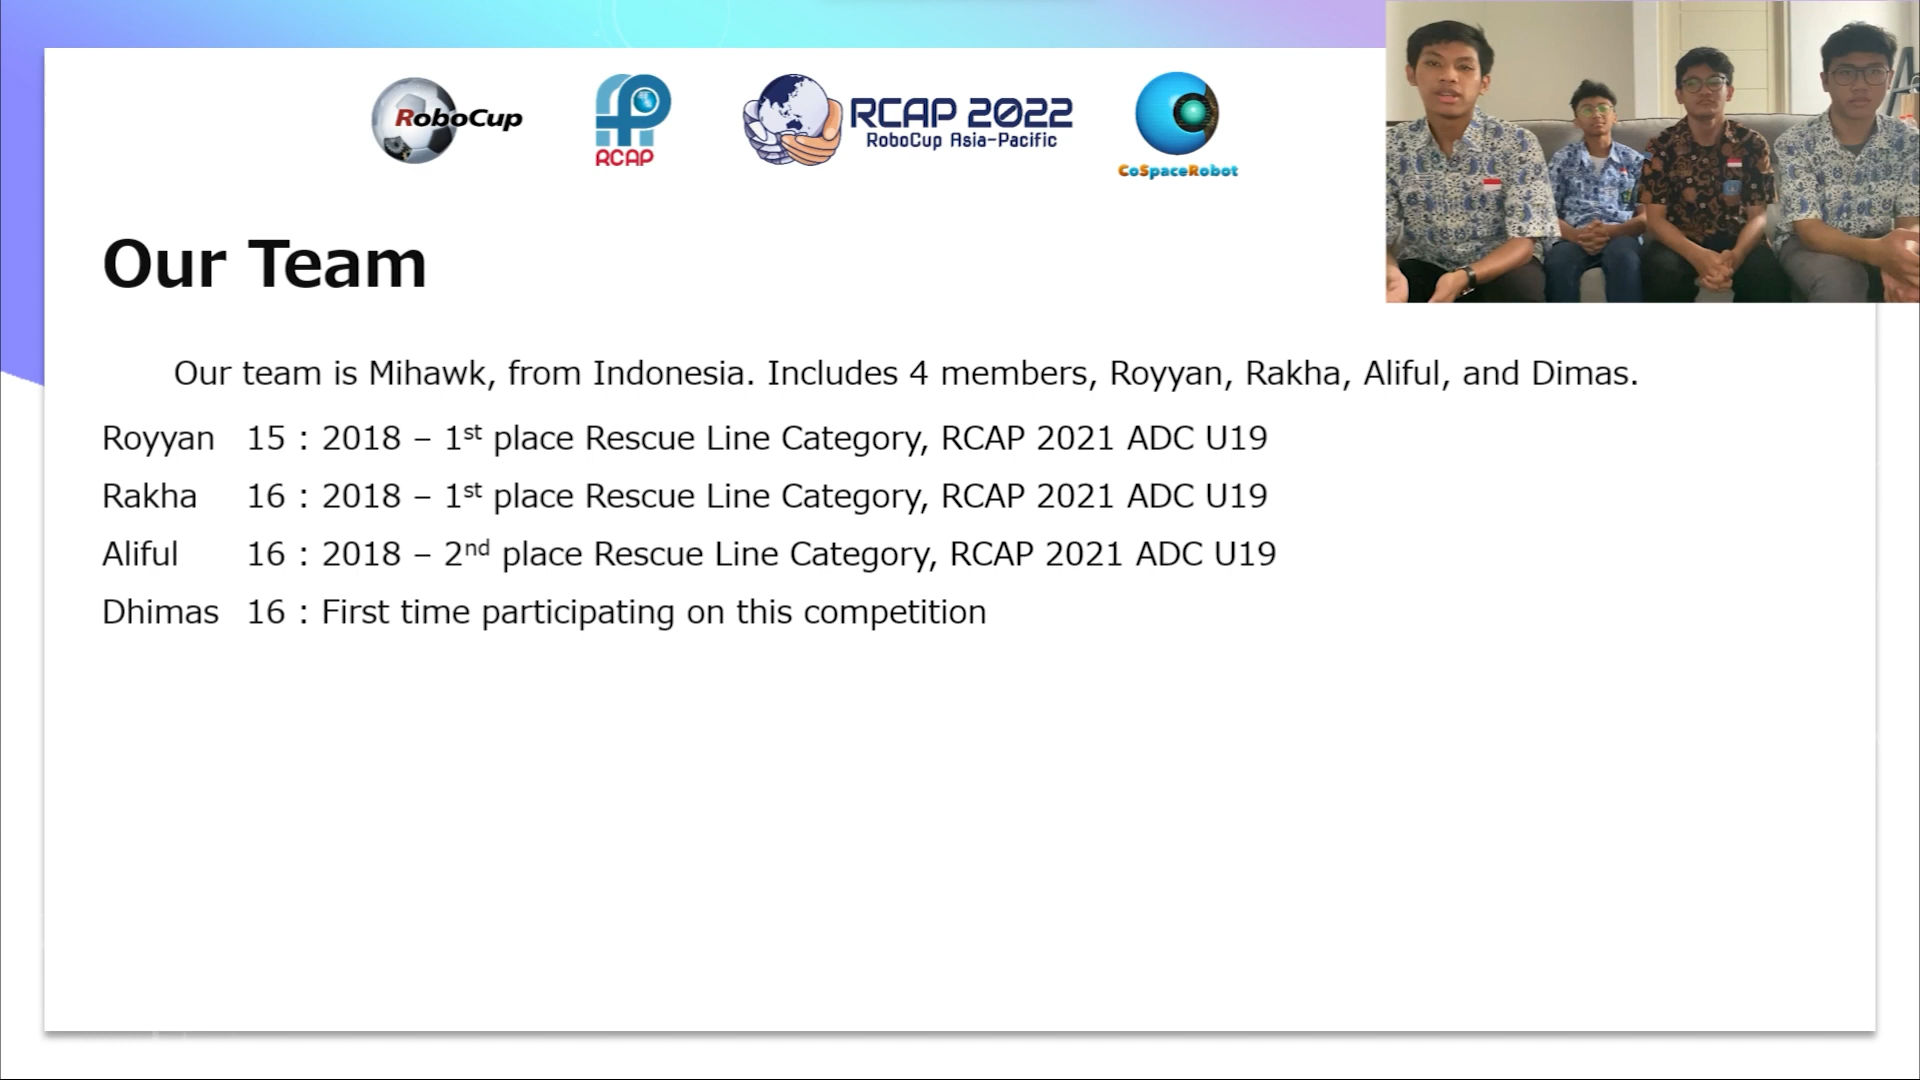 RoboCup
RCAP
RCAP 2022
RoboCup Asia-Pacific
CoSpaceRobot
Our Team
Our team is Mihawk, from Indonesia. Includes 4 members, Royyan, Rakha, Aliful, and Dimas.
Royyan 15 : 2018 – 1st place Rescue Line Category, RCAP 2021 ADC U19
Rakha 16 : 2018 – 1st place Rescue Line Category, RCAP 2021 ADC U19
Aliful 16 : 2018 – 2nd place Rescue Line Category, RCAP 2021 ADC U19
Dhimas 16 : First time participating on this competition